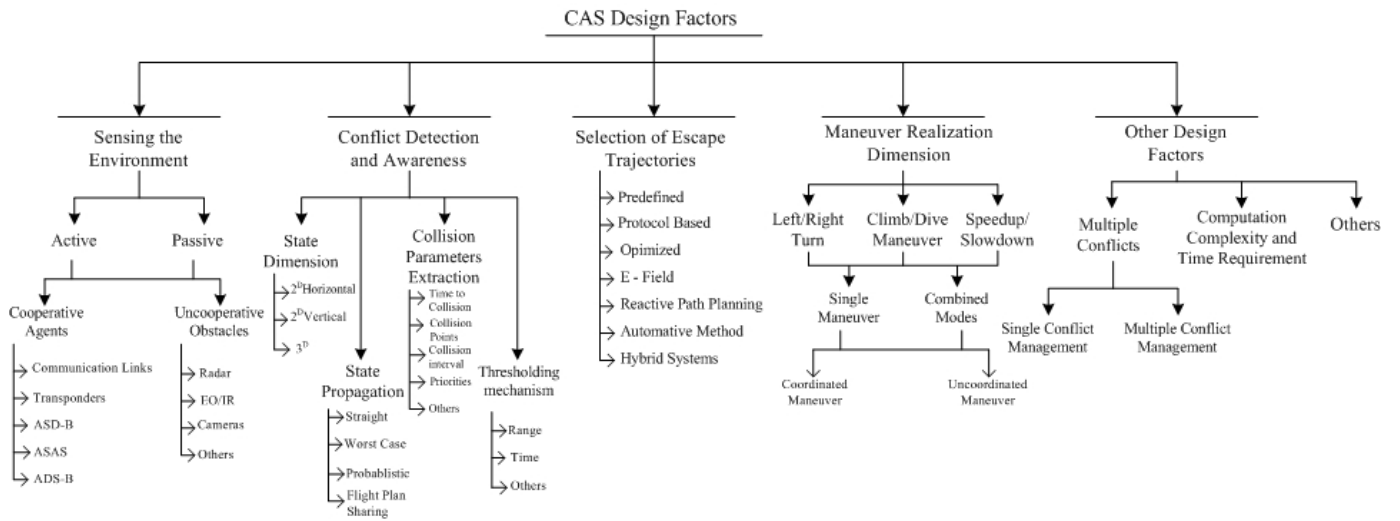 CAS Design Factors
Sensing the
Environment
Active
Passive
Cooperative
Agents
Communication Links
Transponders
ASD-B
ASAS
ADS-B
Uncooperative
Obstacles
Radar
EO/IR
Cameras
Others
Conflict Detection
and Awareness
State
Dimension
2ᴰHorizontal
2ᴰVertical
3ᴰ
State
Propagation
Straight
Worst Case
Probablistic
Flight Plan
Sharing
Collision
Parameters
Extraction
Time to
Collision
Collision
Points
Collision
interval
Priorities
Others
Thresholding
mechanism
Range
Time
Others
Selection of Escape
Trajectories
Predefined
Protocol Based
Opimized
E - Field
Reactive Path Planning
Automative Method
Hybrid Systems
Maneuver Realization
Dimension
Left/Right
Turn
Climb/Dive
Maneuver
Speedup/
Slowdown
Single
Maneuver
Combined
Modes
Coordinated
Maneuver
Uncoordinated
Maneuver
Other Design
Factors
Multiple
Conflicts
Computation
Complexity and
Time Requirement
Others
Single Conflict
Management
Multiple Conflict
Management